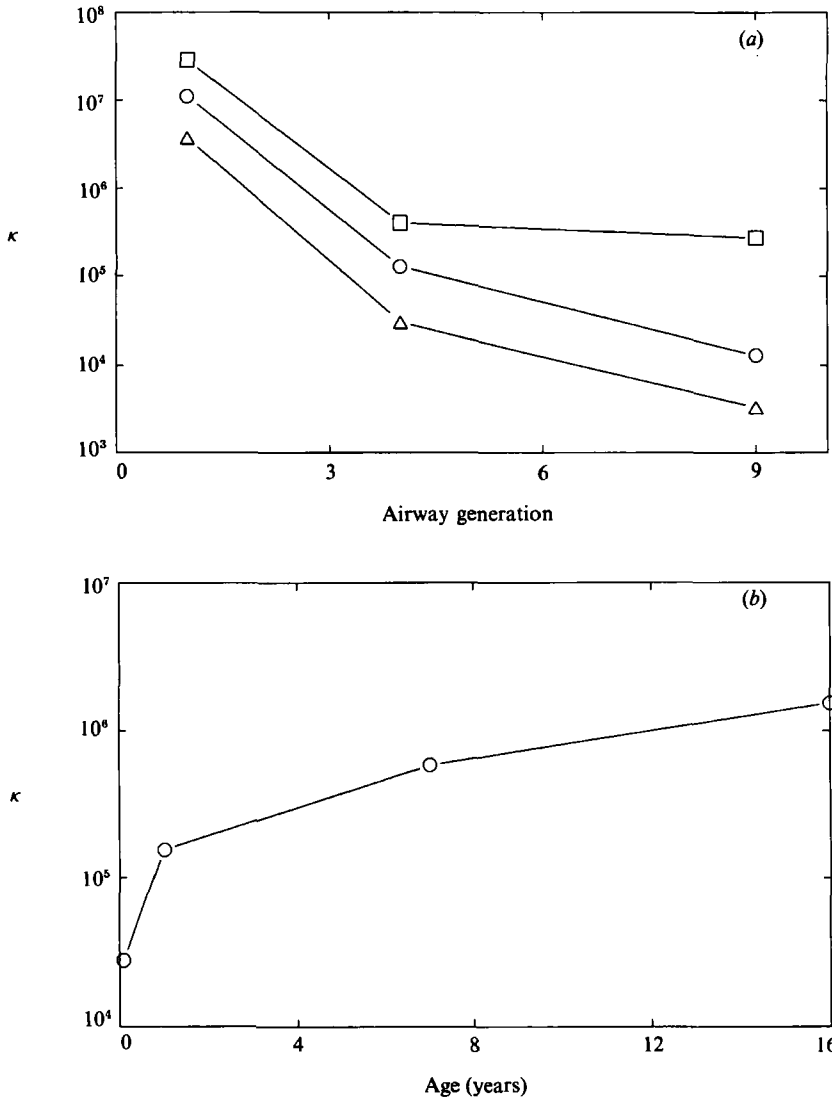 (a)
10⁸
10⁷
10⁶
κ
10⁵
10⁴
10³
0 3 6 9
Airway generation
(b)
10⁷
10⁶
κ
10⁵
10⁴
0 4 8 12 16
Age (years)